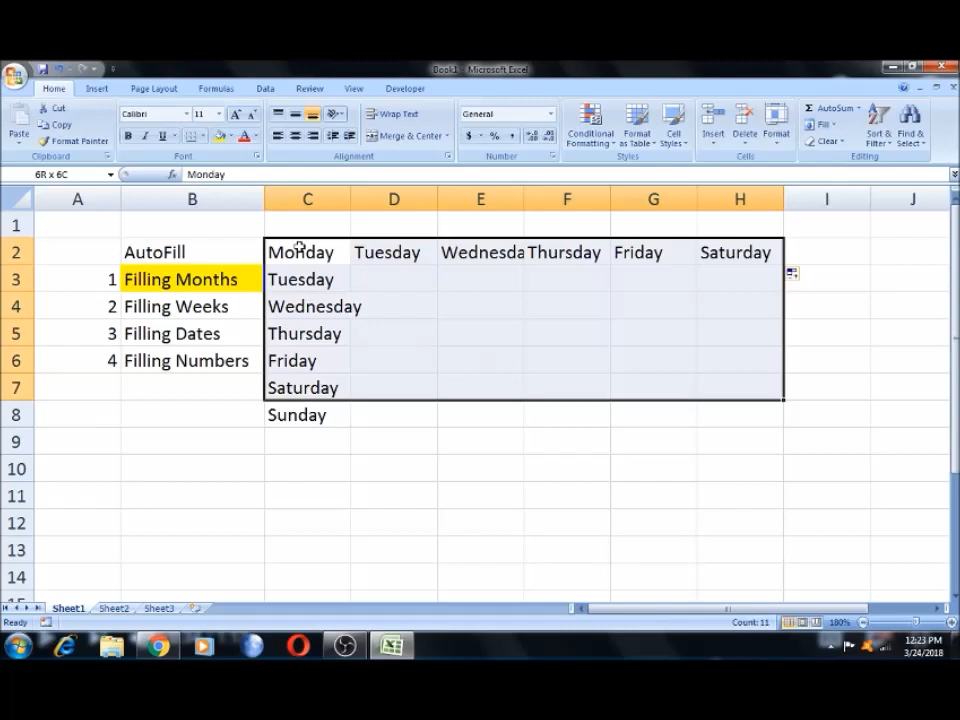 Book1 - Microsoft Excel
Home Insert Page Layout Formulas Data Review View Developer
Cut
Copy
Format Painter
Paste
Clipboard
Calibri 11
B I U
Font
Wrap Text
Merge & Center
Alignment
General
$ % ,
Number
Conditional Formatting
Format as Table
Cell Styles
Styles
Insert Delete Format
Cells
Σ AutoSum
Fill
Clear
Sort & Filter
Find & Select
Editing
6R x 6C fx Monday
A B C D E F G H I J
1
2 AutoFill Monday Tuesday Wednesda Thursday Friday Saturday
3 1 Filling Months Tuesday
4 2 Filling Weeks Wednesday
5 3 Filling Dates Thursday
6 4 Filling Numbers Friday
7 Saturday
8 Sunday
9
10
11
12
13
14
Sheet1 Sheet2 Sheet3
Ready Count: 11 180%
12:23 PM
3/24/2018